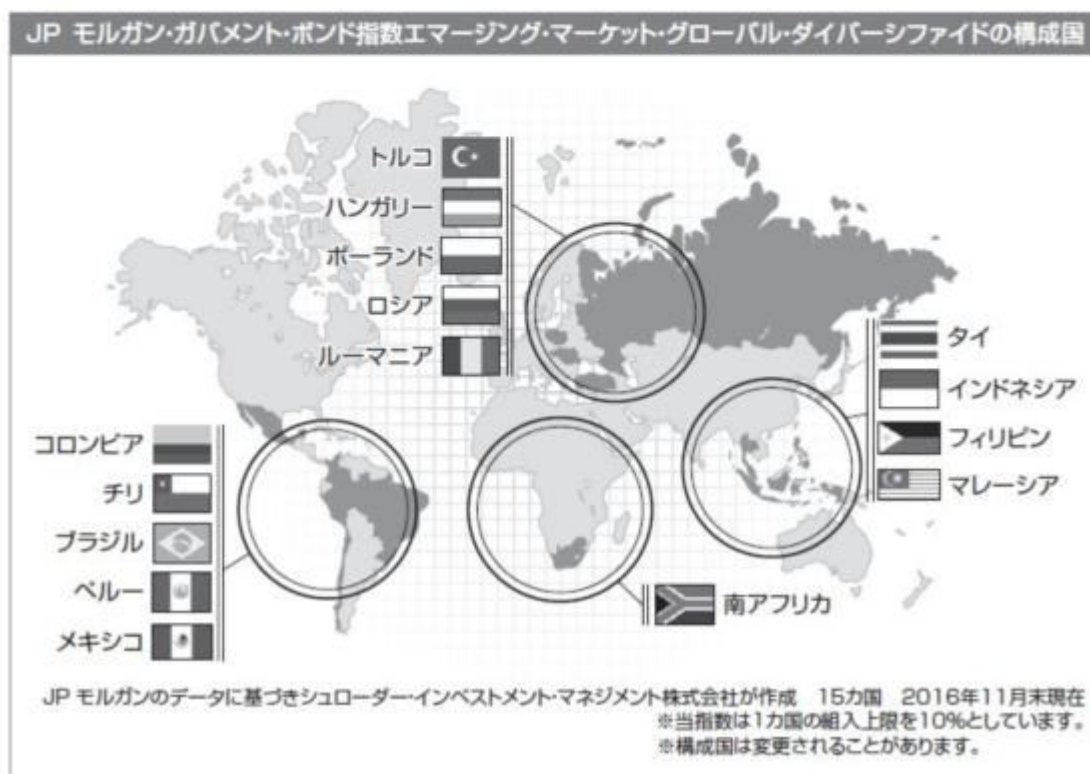 JP モルガン・ガバメント・ボンド指数エマージング・マーケット・グローバル・ダイバーシファイドの構成国
トルコ
ハンガリー
ポーランド
ロシア
ルーマニア
タイ
インドネシア
フィリピン
マレーシア
コロンビア
チリ
ブラジル
ペルー
メキシコ
南アフリカ
JP モルガンのデータに基づきシュローダー・インベストメント・マネジメント株式会社が作成 15カ国 2016年11月末現在
※当指数は1カ国の組入上限を10%としています。
※構成国は変更されることがあります。